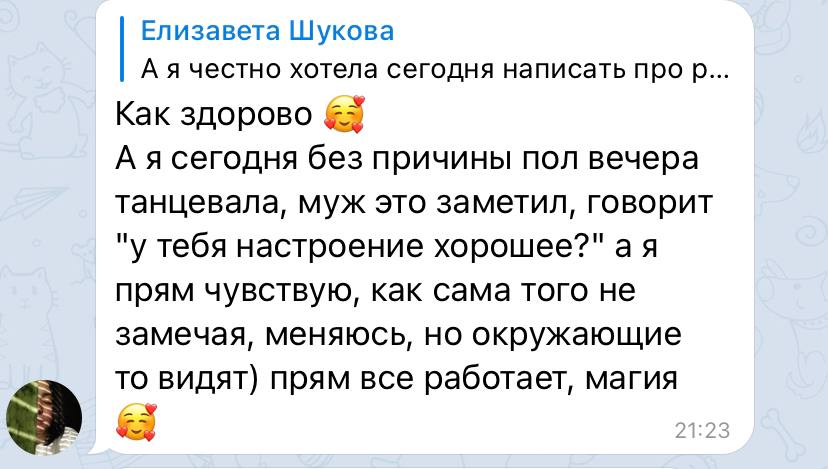 Елизавета Шукова
А я честно хотела сегодня написать про р...
Как здорово 🥰
А я сегодня без причины пол вечера
танцевала, муж это заметил, говорит
"у тебя настроение хорошее?" а я
прям чувствую, как сама того не
замечая, меняюсь, но окружающие
то видят) прям все работает, магия
🥰
21:23